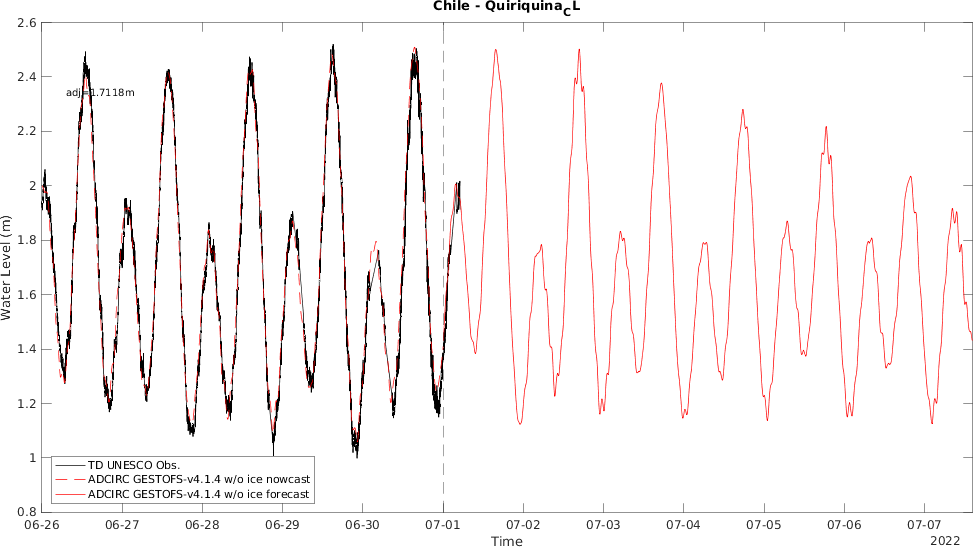 Chile - Quiriquina_CL
2.6
2.4
adj=1.7118m
2.2
2
1.8
1.6
1.4
1.2
1
0.8
Water Level (m)
TD UNESCO Obs.
ADCIRC GESTOFS-v4.1.4 w/o ice nowcast
ADCIRC GESTOFS-v4.1.4 w/o ice forecast
06-26 06-27 06-28 06-29 06-30 07-01 07-02 07-03 07-04 07-05 07-06 07-07
Time
2022